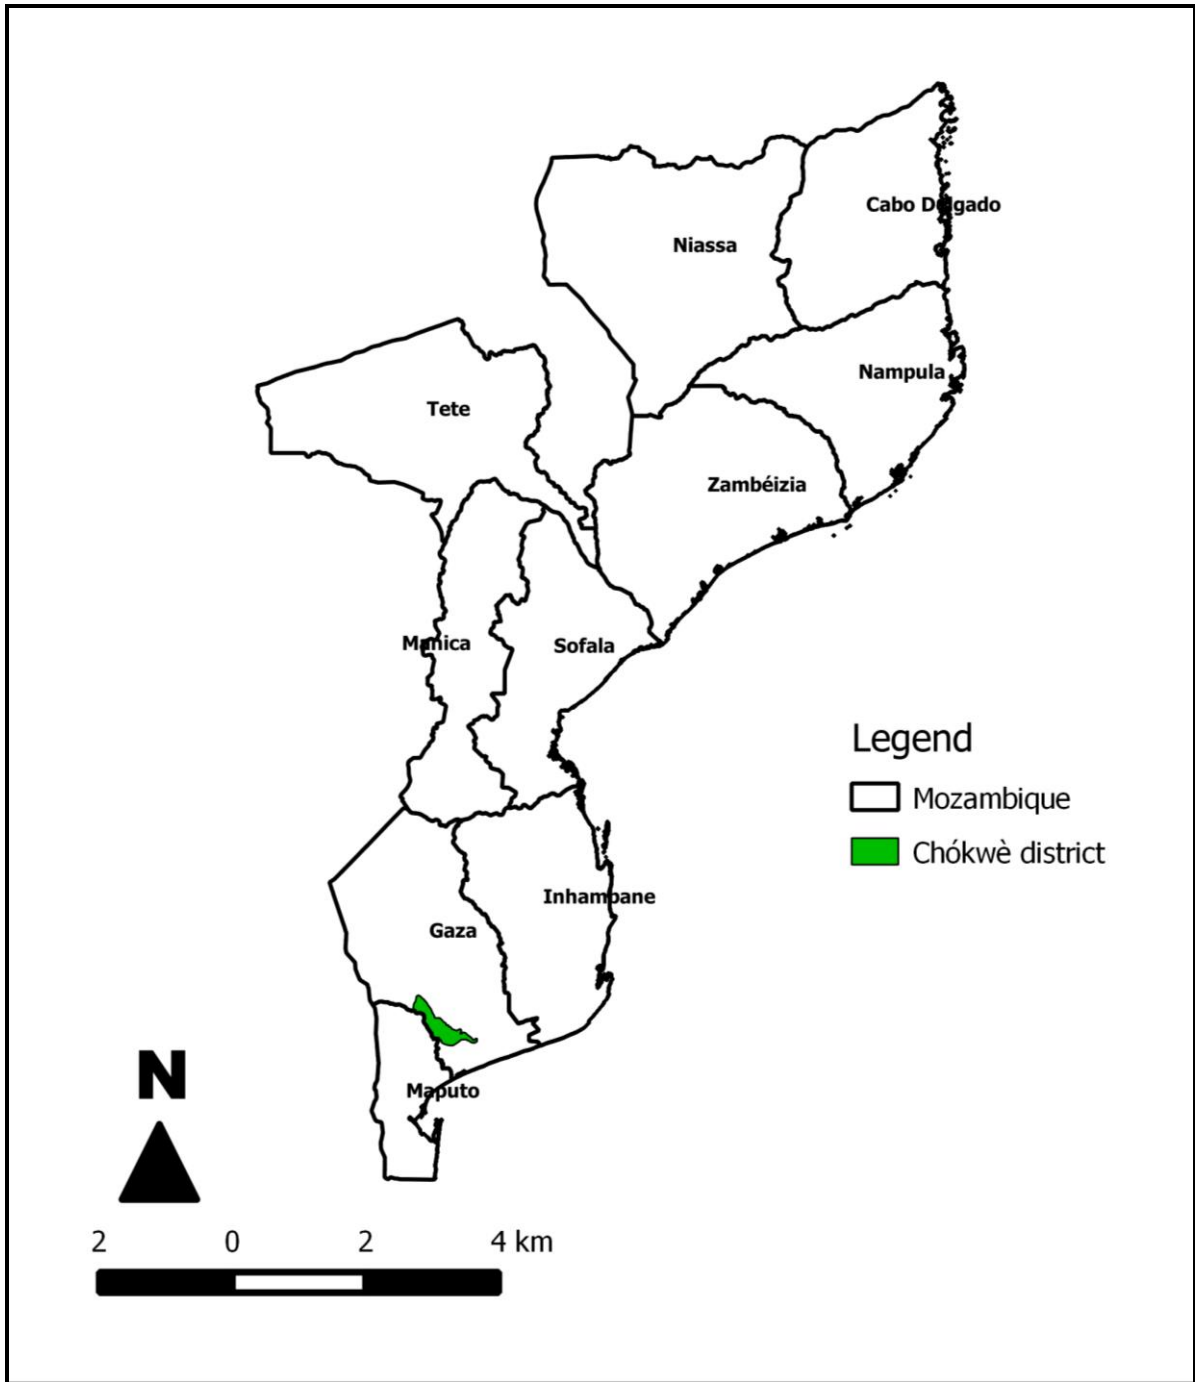 Cabo Delgado
Niassa
Nampula
Tete
Zambéizia
Manica
Sofala
Legend
Mozambique
Chókwè district
Inhampane
Gaza
N
Maputo
2 0 2 4 km